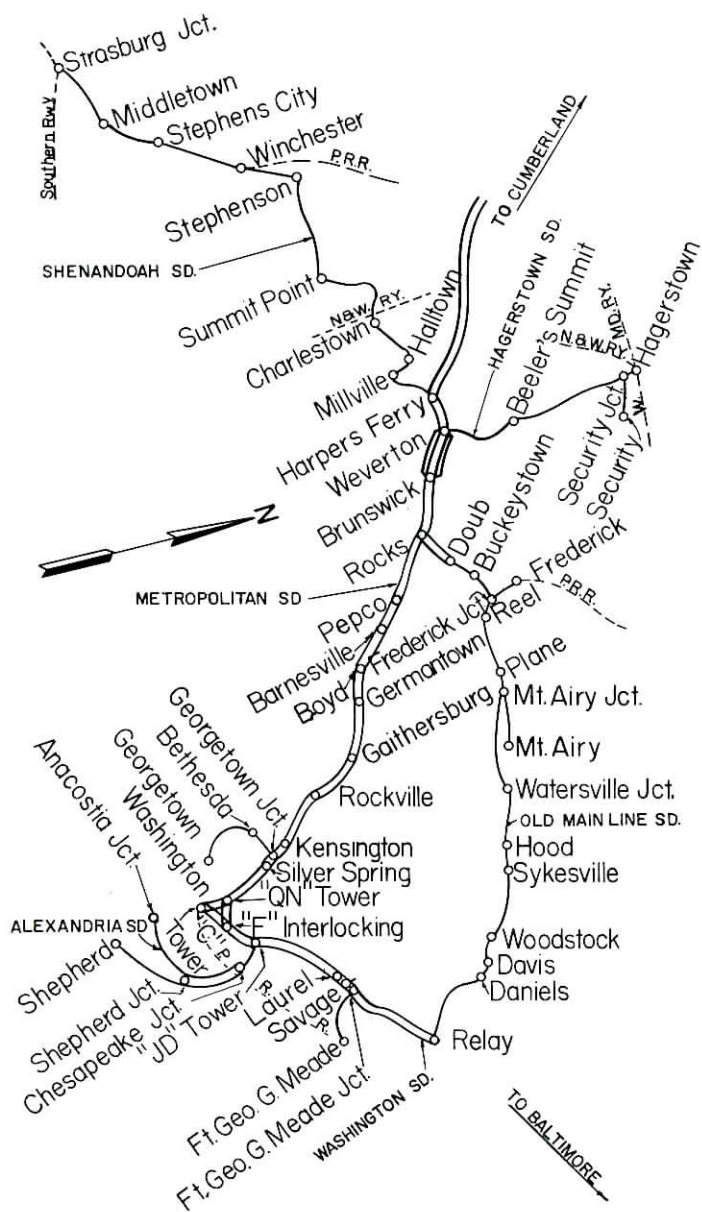 Strasburg Jct.
Southern Rwy
Middletown
Stephens City
Winchester
P.R.R.
Stephenson
SHENANDOAH SD.
Summit Point
TO CUMBERLAND
N&W. RY.
Charlestown
Halltown
Millville
HAGERSTOWN SD.
Harpers Ferry
Weverton
Beeler's Summit
N.&W.RY
MD. RY.
W.
Hagerstown
Security Jct.
Security
Brunswick
N
Rocks
Doub
Buckeystown
METROPOLITAN SD
Pepco
Frederick
P.R.R.
Frederick Jct.
Reel
Barnesville
Boyd
Germantown
Plane
Mt. Airy Jct.
Gaithersburg
Mt. Airy
Rockville
Watersville Jct.
OLD MAIN LINE SD.
Georgetown Jct.
Bethesda
Georgetown
Washington
Anacostia Jct.
Kensington
Silver Spring
Hood
Sykesville
"QN" Tower
"F" Interlocking
"C"
Tower
ALEXANDRIA SD
Shepherd
Shepherd Jct.
Chesapeake Jct.
"JD" Tower
P.
R.
R.
Laurel
Savage
Woodstock
Davis
Daniels
Relay
Ft. Geo. G. Meade
Ft. Geo. G. Meade Jct.
WASHINGTON SD.
TO BALTIMORE